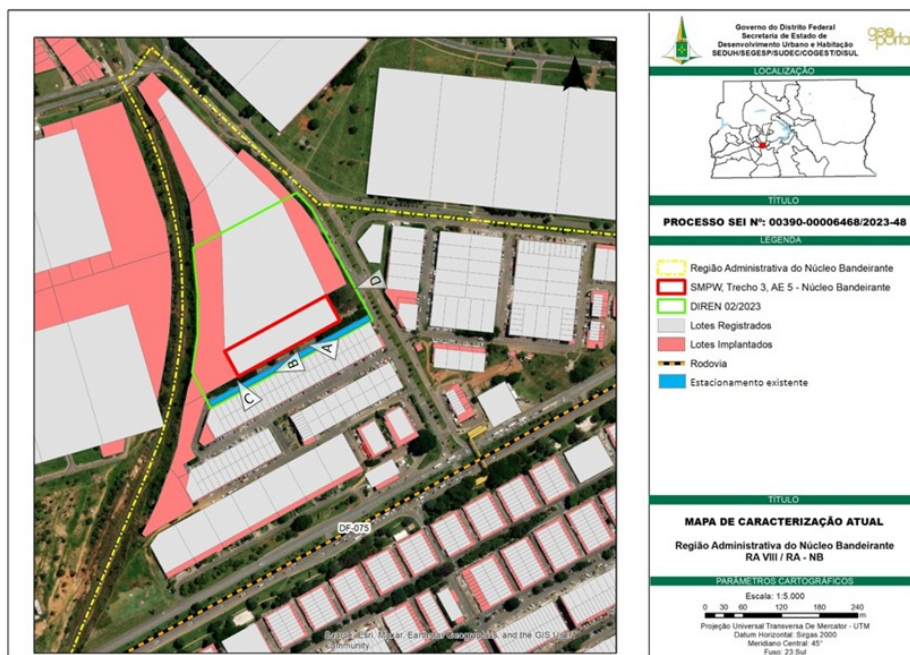 Governo do Distrito Federal
Secretaria de Estado de
Desenvolvimento Urbano e Habitação
SEDUH/SEGESP/SUDEC/COGEST/DISUL
geoportal
LOCALIZAÇÃO
TÍTULO
PROCESSO SEI Nº: 00390-00006468/2023-48
LEGENDA
Região Administrativa do Núcleo Bandeirante
SMPW, Trecho 3, AE 5 - Núcleo Bandeirante
DIREN 02/2023
Lotes Registrados
Lotes Implantados
Rodovia
Estacionamento existente
TÍTULO
MAPA DE CARACTERIZAÇÃO ATUAL
Região Administrativa do Núcleo Bandeirante
RA VIII / RA - NB
PARÂMETROS CARTOGRÁFICOS
Escala: 1:5.000
0 30 60 120 180 240
m
Projeção Universal Transversa De Mercator - UTM
Datum Horizontal: Sirgas 2000
Meridiano Central: 45°
Fuso: 23 Sul
D
A
B
C
DF-075
Esri, Maxar, Earthstar Geographics, and the GIS User
Community